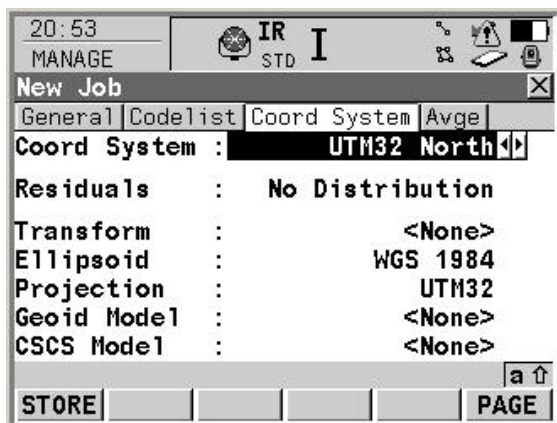 20:53
MANAGE
IR
STD
I
New Job
General Codelist Coord System Avge
Coord System : UTM32 North
Residuals : No Distribution
Transform : <None>
Ellipsoid : WGS 1984
Projection : UTM32
Geoid Model : <None>
CSCS Model : <None>
a
STORE PAGE